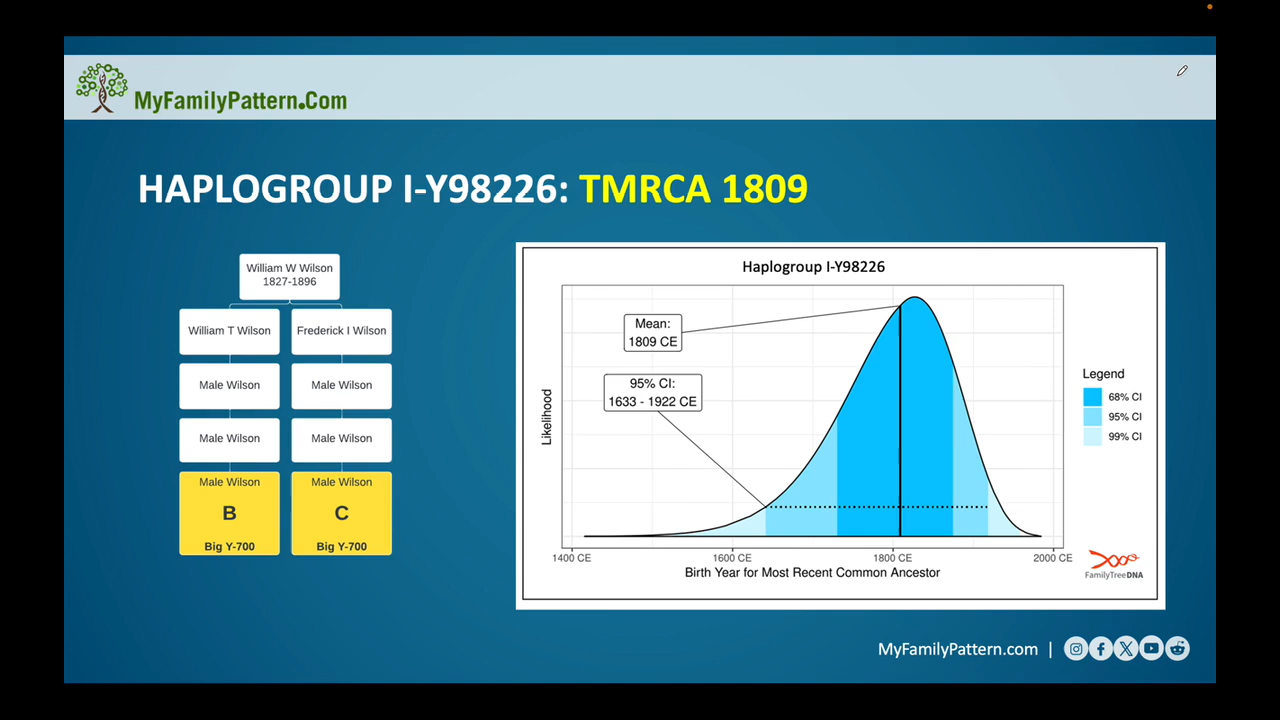 MyFamilyPattern.Com
HAPLOGROUP I-Y98226: TMRCA 1809
William W Wilson
1827-1896
William T Wilson
Frederick I Wilson
Male Wilson
Male Wilson
Male Wilson
Male Wilson
Male Wilson
B
Big Y-700
Male Wilson
C
Big Y-700
Haplogroup I-Y98226
Mean:
1809 CE
95% CI:
1633 - 1922 CE
Likelihood
1400 CE
1600 CE
1800 CE
2000 CE
Birth Year for Most Recent Common Ancestor
Legend
68% CI
95% CI
99% CI
FamilyTreeDNA
MyFamilyPattern.com |